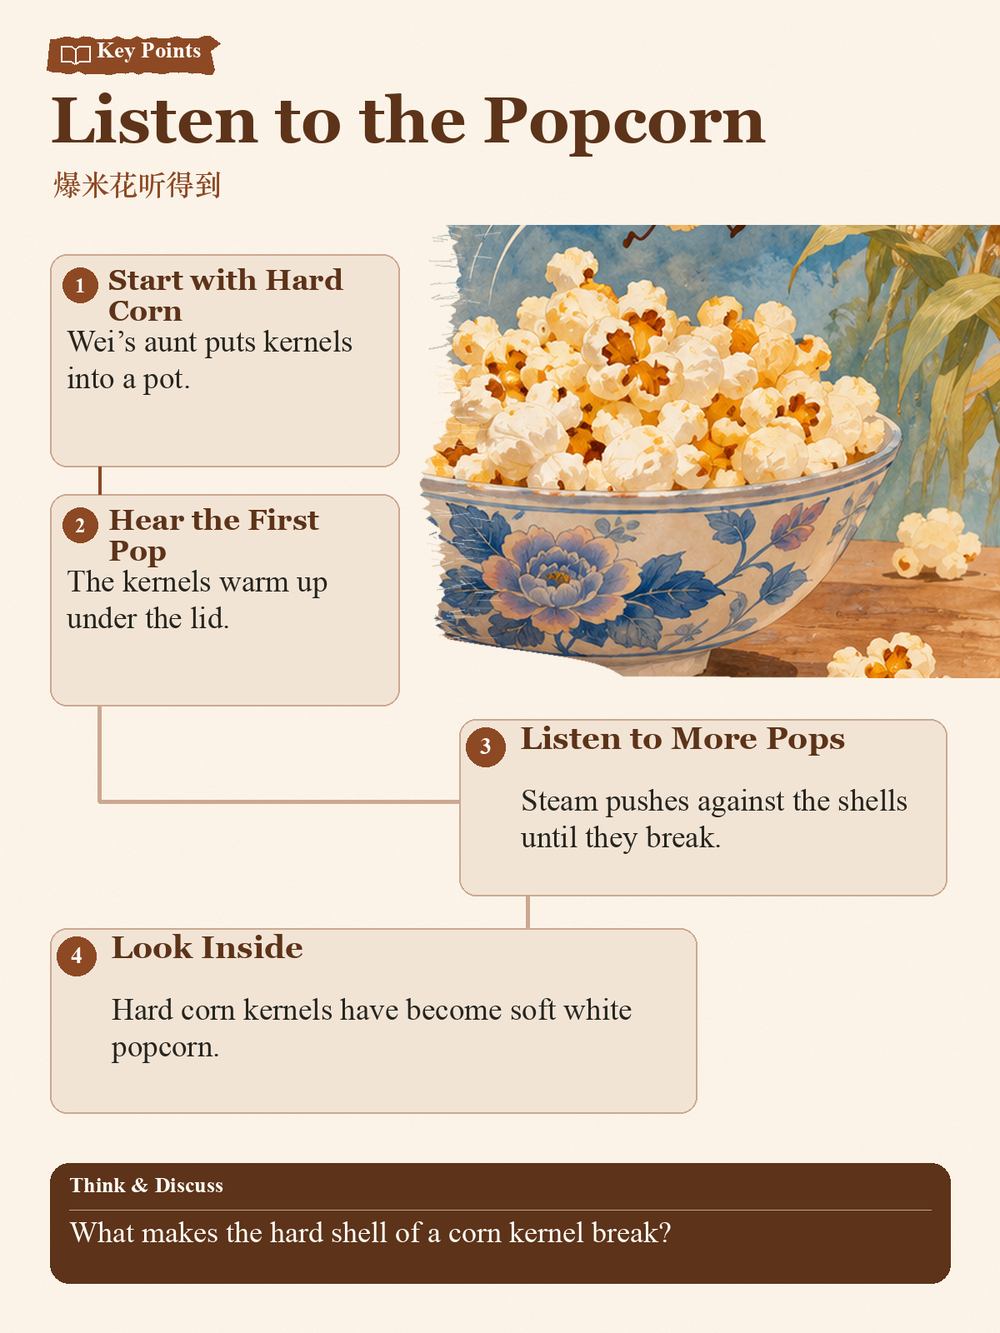 Key Points
Listen to the Popcorn
爆米花听得到
1 Start with Hard
Corn
Wei’s aunt puts kernels
into a pot.
2 Hear the First
Pop
The kernels warm up
under the lid.
3 Listen to More Pops
Steam pushes against the shells
until they break.
4 Look Inside
Hard corn kernels have become soft white
popcorn.
Think & Discuss
What makes the hard shell of a corn kernel break?